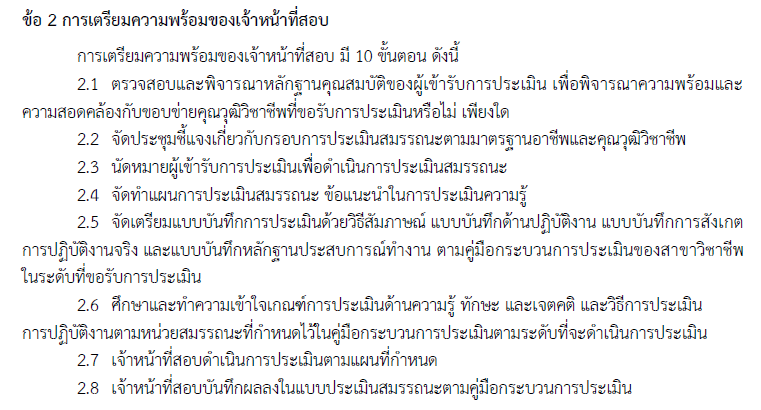 ข้อ 2 การเตรียมความพร้อมของเจ้าหน้าที่สอบ
การเตรียมความพร้อมของเจ้าหน้าที่สอบ มี 10 ขั้นตอน ดังนี้
2.1 ตรวจสอบและพิจารณาหลักฐานคุณสมบัติของผู้เข้ารับการประเมิน เพื่อพิจารณาความพร้อมและ
ความสอดคล้องกับขอบข่ายคุณวุฒิวิชาชีพที่ขอรับการประเมินหรือไม่ เพียงใด
2.2 จัดประชุมชี้แจงเกี่ยวกับกรอบการประเมินสมรรถนะตามมาตรฐานอาชีพและคุณวุฒิวิชาชีพ
2.3 นัดหมายผู้เข้ารับการประเมินเพื่อดำเนินการประเมินสมรรถนะ
2.4 จัดทำแผนการประเมินสมรรถนะ ข้อแนะนำในการประเมินความรู้
2.5 จัดเตรียมแบบบันทึกการประเมินด้วยวิธีสัมภาษณ์ แบบบันทึกด้านปฏิบัติงาน แบบบันทึกการสังเกต
การปฏิบัติงานจริง และแบบบันทึกหลักฐานประสบการณ์ทำงาน ตามคู่มือกระบวนการประเมินของสาขาวิชาชีพ
ในระดับที่ขอรับการประเมิน
2.6 ศึกษาและทำความเข้าใจเกณฑ์การประเมินด้านความรู้ ทักษะ และเจตคติ และวิธีการประเมิน
การปฏิบัติงานตามหน่วยสมรรถนะที่กำหนดไว้ในคู่มือกระบวนการประเมินตามระดับที่จะดำเนินการประเมิน
2.7 เจ้าหน้าที่สอบดำเนินการประเมินตามแผนที่กำหนด
2.8 เจ้าหน้าที่สอบบันทึกผลลงในแบบประเมินสมรรถนะตามคู่มือกระบวนการประเมิน